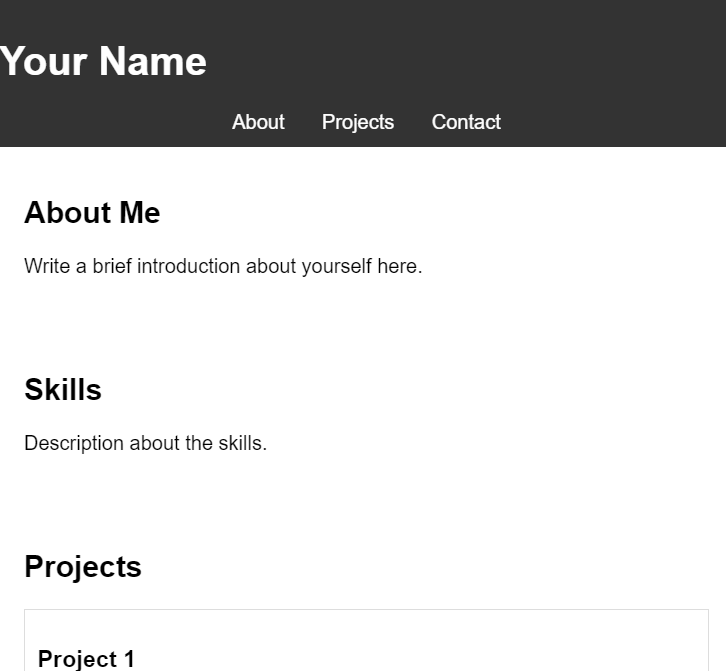 Your Name
About Projects Contact
About Me
Write a brief introduction about yourself here.
Skills
Description about the skills.
Projects
Project 1